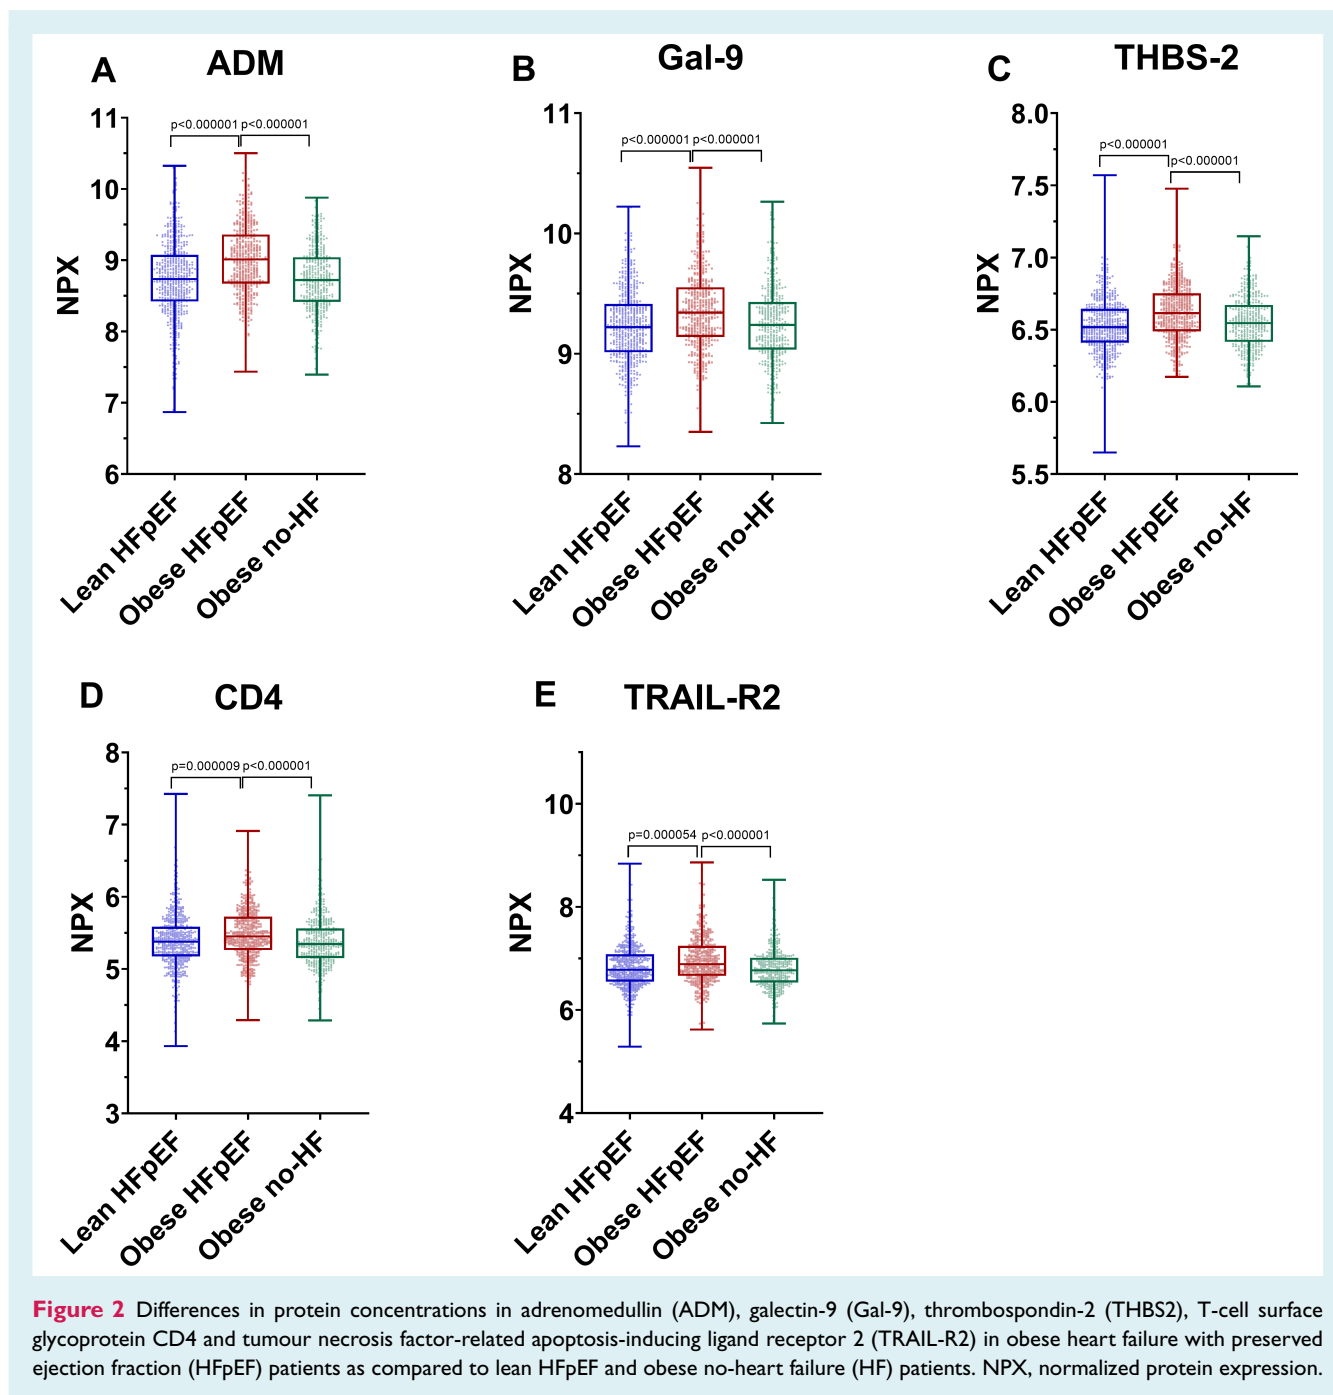 A
ADM
p<0.000001
p<0.000001
NPX
11
10
9
8
7
6
Lean HFpEF
Obese HFpEF
Obese no-HF
B
Gal-9
p<0.000001
p<0.000001
NPX
11
10
9
8
Lean HFpEF
Obese HFpEF
Obese no-HF
C
THBS-2
p<0.000001
p<0.000001
NPX
8.0
7.5
7.0
6.5
6.0
5.5
Lean HFpEF
Obese HFpEF
Obese no-HF
D
CD4
p=0.000009
p<0.000001
NPX
8
7
6
5
4
3
Lean HFpEF
Obese HFpEF
Obese no-HF
E
TRAIL-R2
p=0.000054
p<0.000001
NPX
10
8
6
4
Lean HFpEF
Obese HFpEF
Obese no-HF
Figure 2 Differences in protein concentrations in adrenomedullin (ADM), galectin-9 (Gal-9), thrombospondin-2 (THBS2), T-cell surface
glycoprotein CD4 and tumour necrosis factor-related apoptosis-inducing ligand receptor 2 (TRAIL-R2) in obese heart failure with preserved
ejection fraction (HFpEF) patients as compared to lean HFpEF and obese no-heart failure (HF) patients. NPX, normalized protein expression.